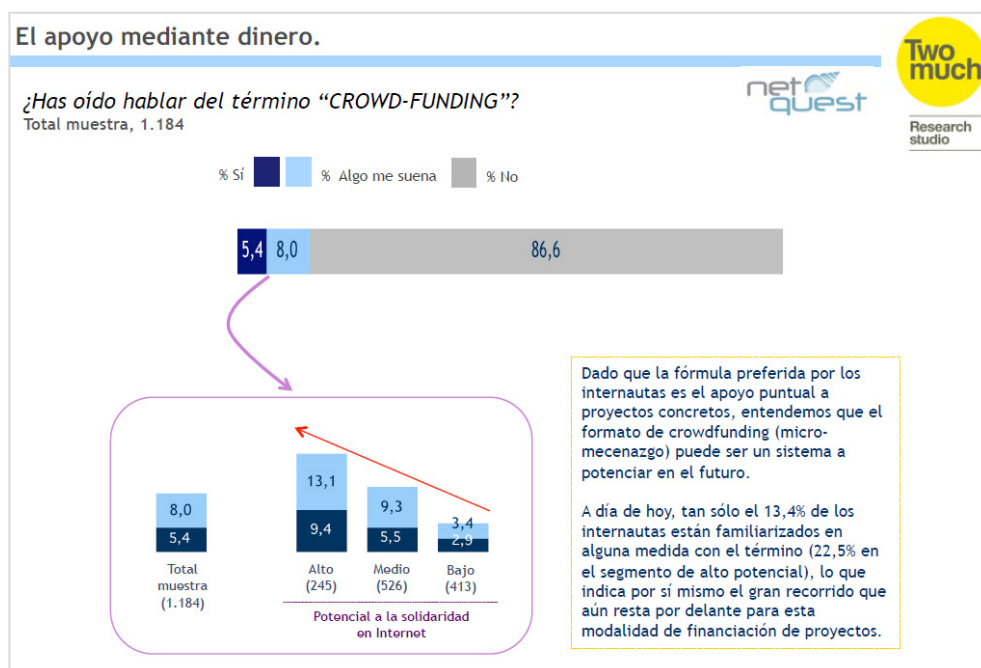 El apoyo mediante dinero.
Two
much
Research
studio
net
quest
¿Has oído hablar del término “CROWD-FUNDING”?
Total muestra, 1.184
% Sí % Algo me suena % No
5,4 8,0 86,6
Dado que la fórmula preferida por los
internautas es el apoyo puntual a
proyectos concretos, entendemos que el
formato de crowdfunding (micro-
mecenazgo) puede ser un sistema a
potenciar en el futuro.
A día de hoy, tan sólo el 13,4% de los
internautas están familiarizados en
alguna medida con el término (22,5% en
el segmento de alto potencial), lo que
indica por sí mismo el gran recorrido que
aún resta por delante para esta
modalidad de financiación de proyectos.
8,0 13,1 9,3 3,4
5,4 9,4 5,5 2,9
Total
muestra
(1.184)
Alto
(245)
Medio
(526)
Bajo
(413)
Potencial a la solidaridad
en Internet